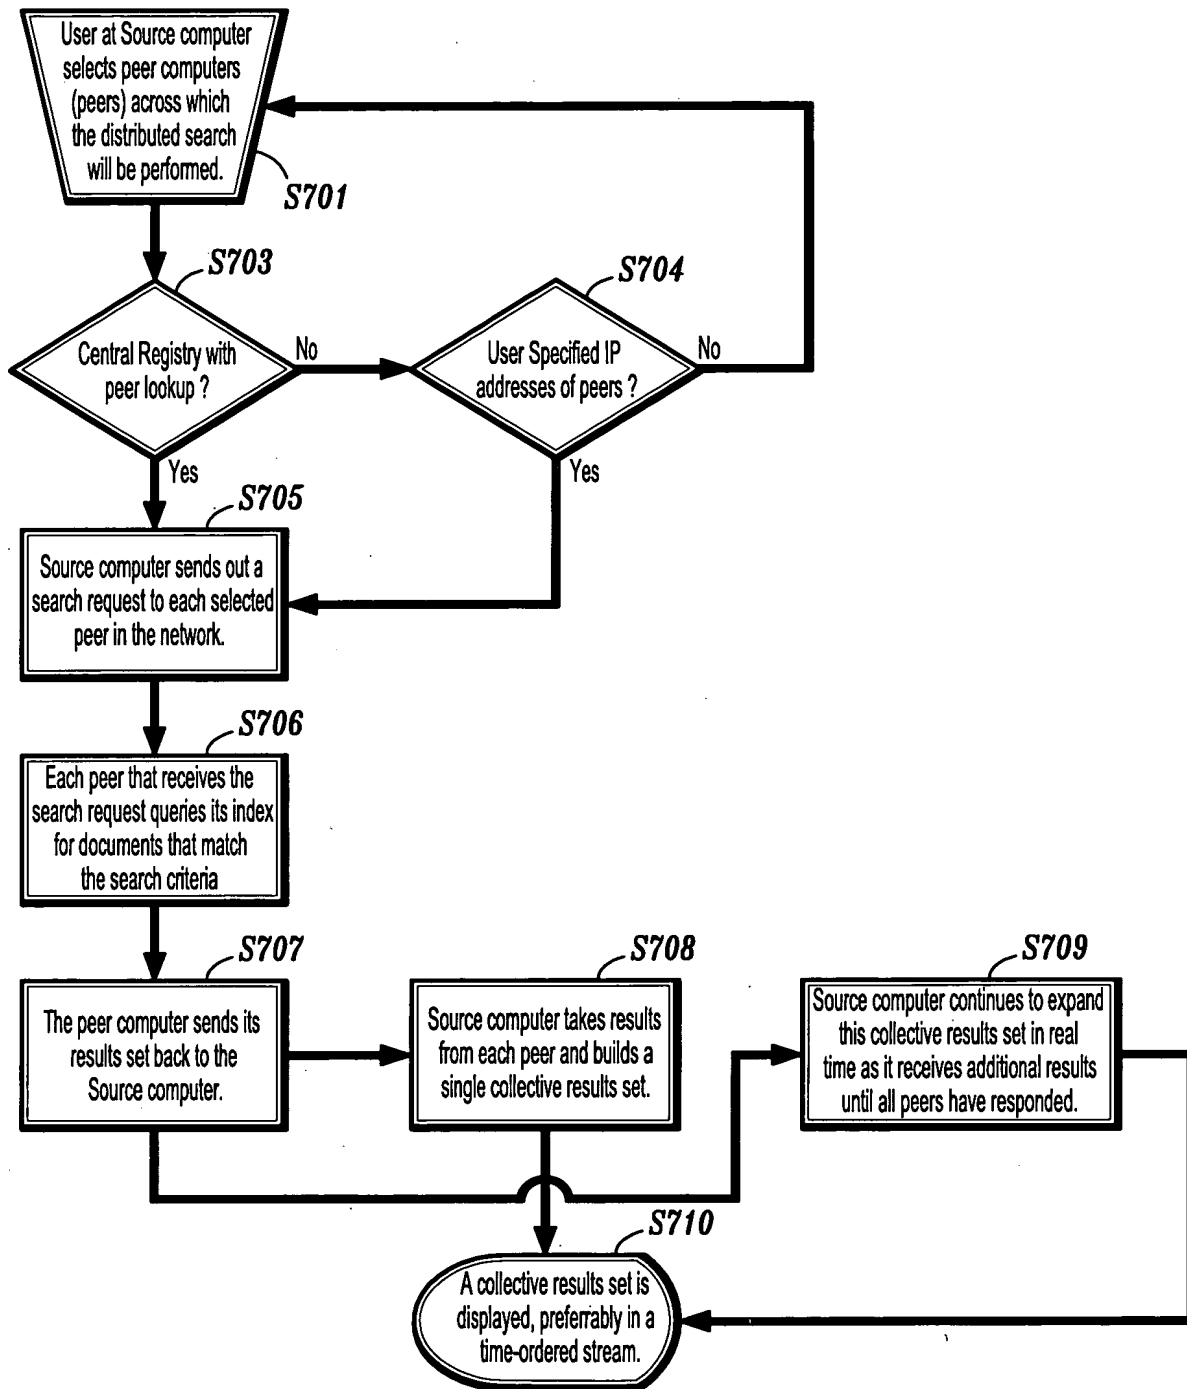 User at Source computer
selects peer computers
(peers) across which
the distributed search
will be performed.
S701
S703
Central Registry with
peer lookup ?
No
Yes
S704
User Specified IP
addresses of peers ?
No
Yes
S705
Source computer sends out a
search request to each selected
peer in the network.
S706
Each peer that receives the
search request queries its index
for documents that match
the search criteria
S707
The peer computer sends its
results set back to the
Source computer.
S708
Source computer takes results
from each peer and builds a
single collective results set.
S709
Source computer continues to expand
this collective results set in real
time as it receives additional results
until all peers have responded.
S710
A collective results set is
displayed, preferrably in a
time-ordered stream.